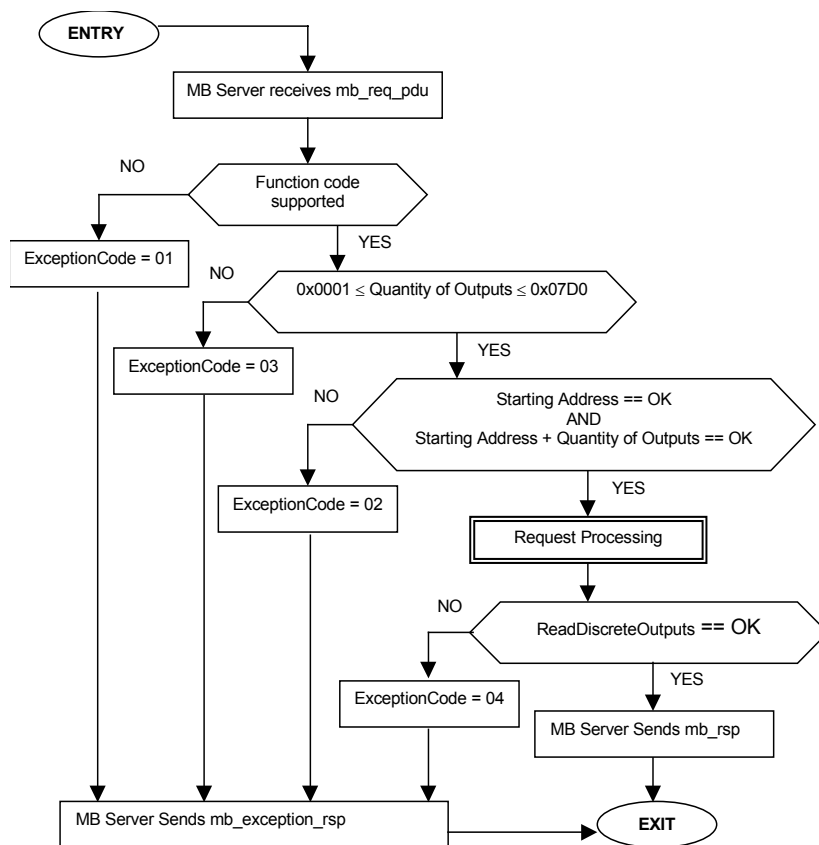 ENTRY
MB Server receives mb_req_pdu
NO
Function code
supported
YES
ExceptionCode = 01
NO
0x0001 ≤ Quantity of Outputs ≤ 0x07D0
YES
ExceptionCode = 03
NO
Starting Address == OK
AND
Starting Address + Quantity of Outputs == OK
YES
ExceptionCode = 02
Request Processing
NO
ReadDiscreteOutputs == OK
YES
ExceptionCode = 04
MB Server Sends mb_rsp
MB Server Sends mb_exception_rsp
EXIT